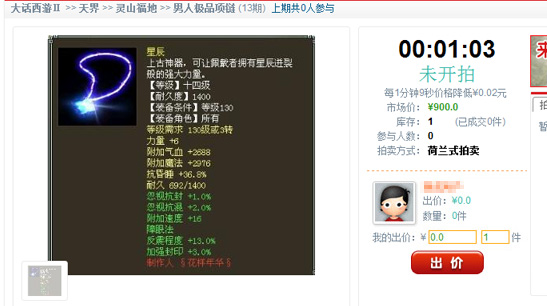 大话西游Ⅱ >> 天界 >> 灵山福地 >> 男人极品项链 (13期) 上期共0人参与
星辰
上古神器，可让佩戴者拥有星辰迸裂
般的强大力量。
【等级】十四级
【耐久度】1400
【装备条件】等级130
【装备角色】所有
等级需求 130级或3转
力量 +6
附加气血 +2688
附加魔法 +2976
抗昏睡 +36.8%
耐久 692/1400
忽视抗封 +1.0%
忽视抗混 +2.0%
附加速度 +16
障眼法
反震程度 +13.0%
加强封印 +3.0%
制作人 §花样年华§
00:01:03
未开拍
每1分钟9秒价格降低¥0.02元
市场价： ¥900.0
库存： 1 (已成交0件)
参与人数： 0
拍卖方式： 荷兰式拍卖
出价： ¥0.0
数量： 0件
我的出价：¥ 0.0 1 件
出 价
来
拍
暂